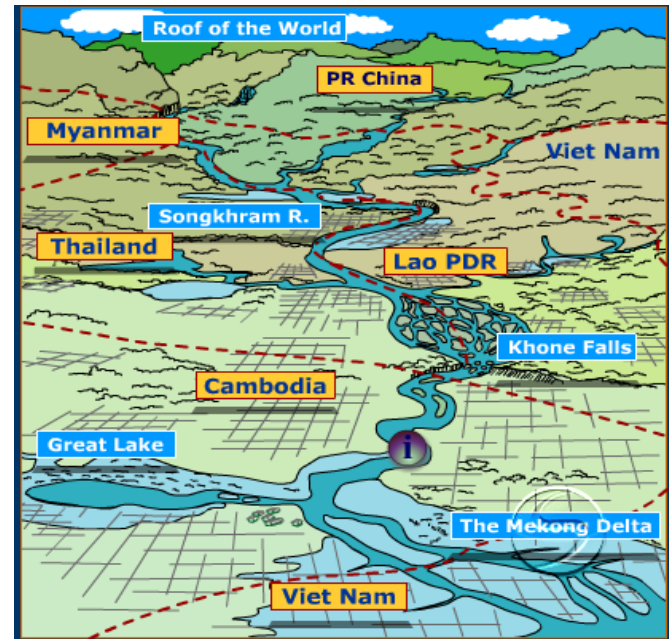 Roof of the World
PR China
Myanmar
Viet Nam
Songkhram R.
Thailand
Lao PDR
Khone Falls
Cambodia
Great Lake
i
The Mekong Delta
Viet Nam